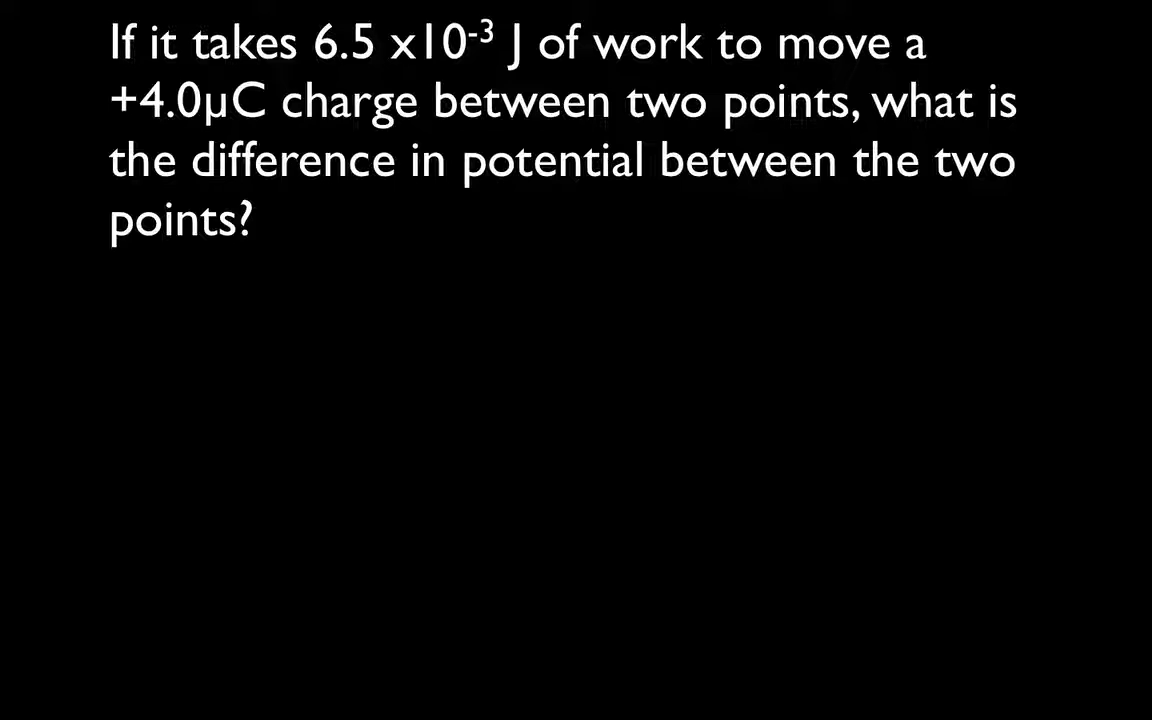 If it takes 6.5 x10⁻³ J of work to move a
+4.0µC charge between two points, what is
the difference in potential between the two
points?